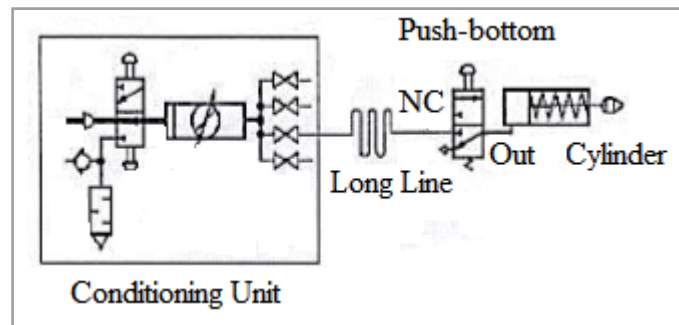 Push-bottom
NC
Long Line
Out
Cylinder
Conditioning Unit